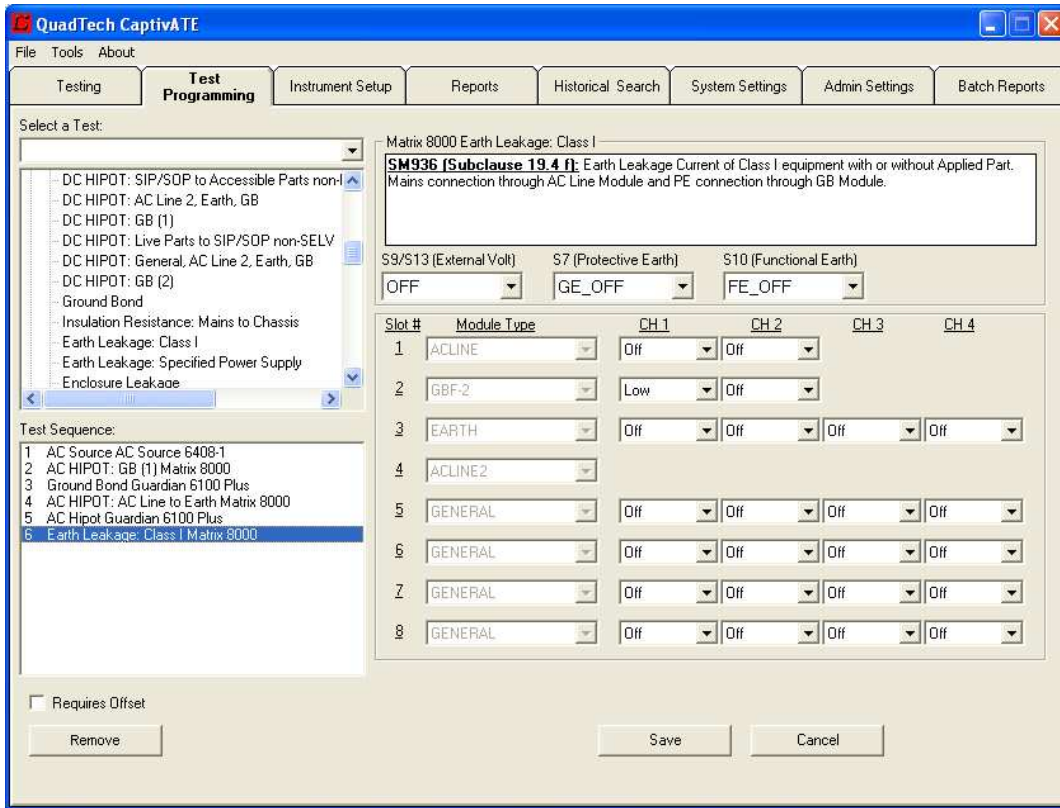 QuadTech CaptivATE
File Tools About
Testing
Test Programming
Instrument Setup
Reports
Historical Search
System Settings
Admin Settings
Batch Reports
Select a Test:
DC HIPOT: SIP/SOP to Accessible Parts non-
DC HIPOT: AC Line 2, Earth, GB
DC HIPOT: GB (1)
DC HIPOT: Live Parts to SIP/SOP non-SELV
DC HIPOT: General, AC Line 2, Earth, GB
DC HIPOT: GB (2)
Ground Bond
Insulation Resistance: Mains to Chassis
Earth Leakage: Class I
Earth Leakage: Specified Power Supply
Enclosure Leakage
Test Sequence:
1 AC Source AC Source 6408-1
2 AC HIPOT: GB (1) Matrix 8000
3 Ground Bond Guardian 6100 Plus
4 AC HIPOT: AC Line to Earth Matrix 8000
5 AC Hipot Guardian 6100 Plus
6 Earth Leakage: Class I Matrix 8000
Requires Offset
Remove
Matrix 8000 Earth Leakage: Class I
SM936 (Subclause 19.4 f): Earth Leakage Current of Class I equipment with or without Applied Part.
Mains connection through AC Line Module and PE connection through GB Module.
S9/S13 (External Volt) S7 (Protective Earth) S10 (Functional Earth)
OFF GE_OFF FE_OFF
Slot # Module Type CH 1 CH 2 CH 3 CH 4
1 ACLINE Off Off
2 GBF-2 Low Off
3 EARTH Off Off Off Off
4 ACLINE2
5 GENERAL Off Off Off Off
6 GENERAL Off Off Off Off
7 GENERAL Off Off Off Off
8 GENERAL Off Off Off Off
Save Cancel